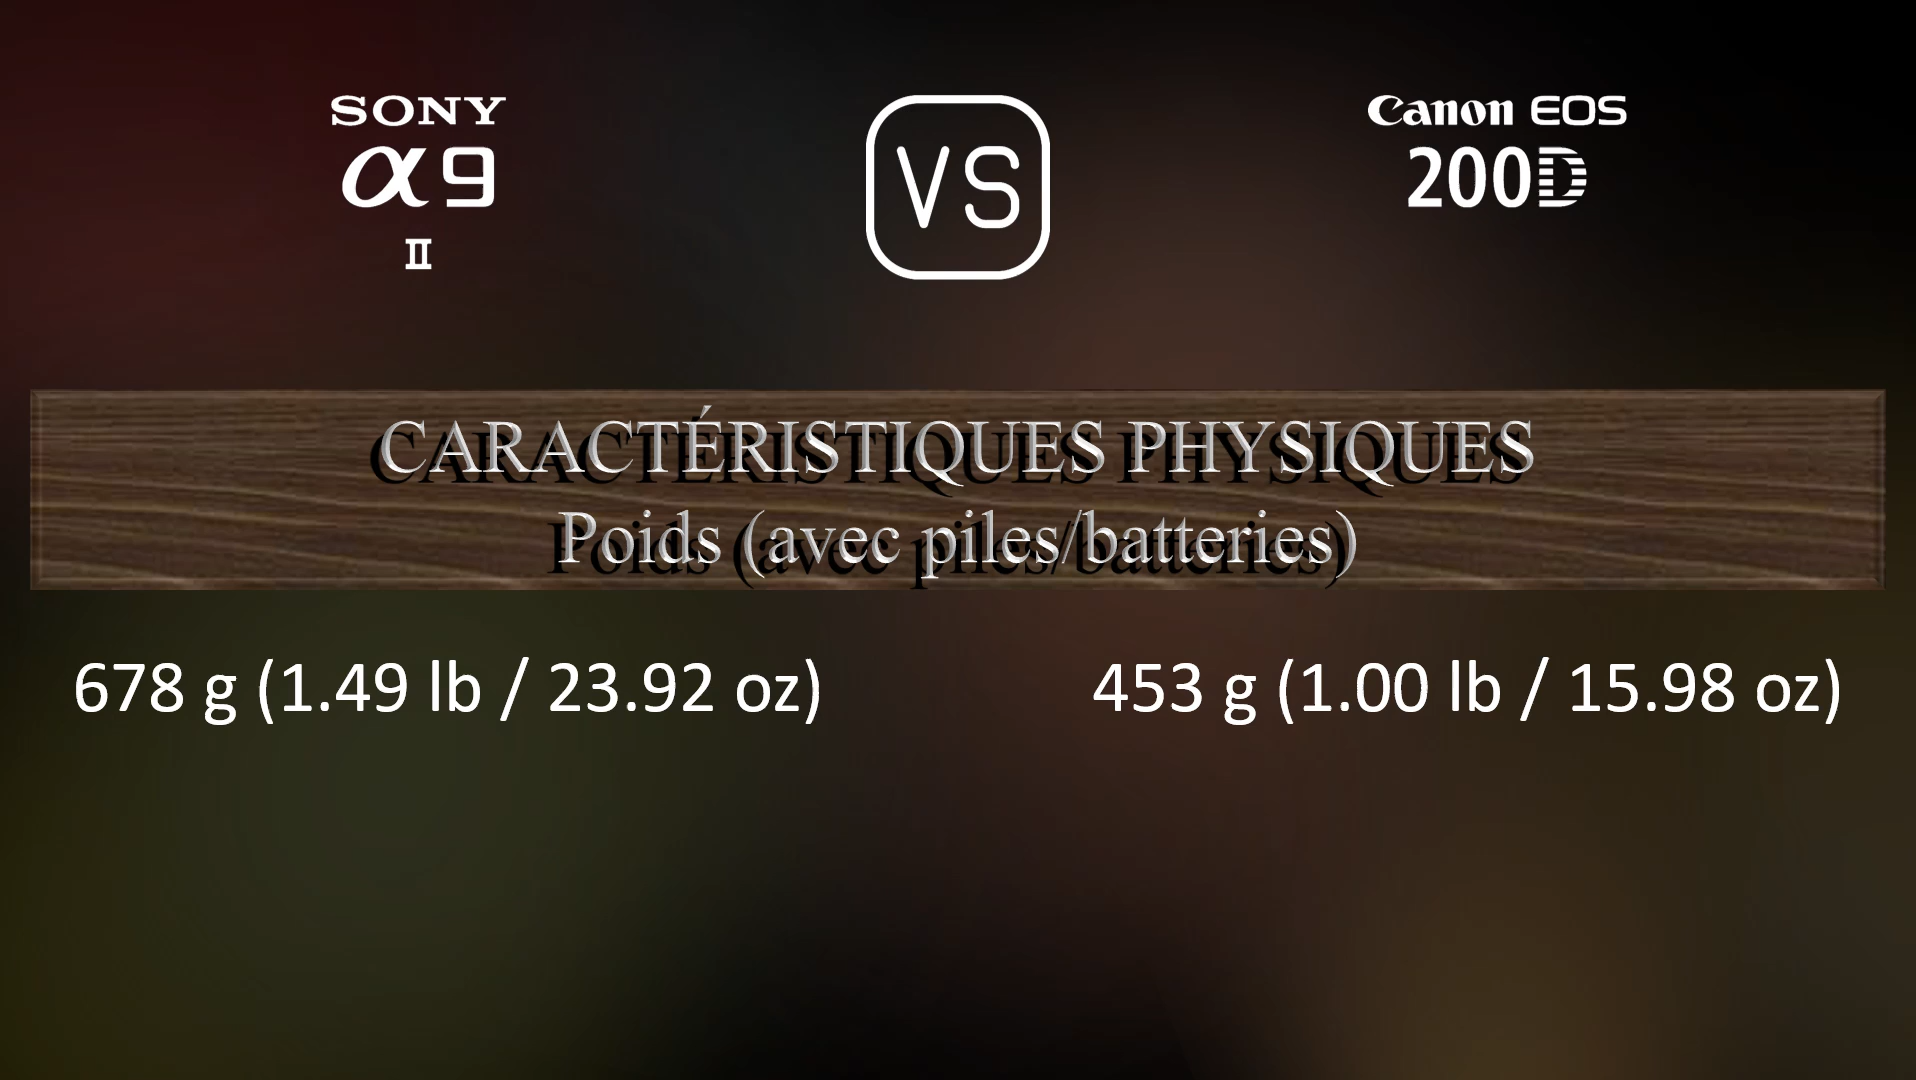 SONY
α9
II
VS
Canon EOS
200D
CARACTÉRISTIQUES PHYSIQUES
Poids (avec piles/batteries)
678 g (1.49 lb / 23.92 oz)
453 g (1.00 lb / 15.98 oz)